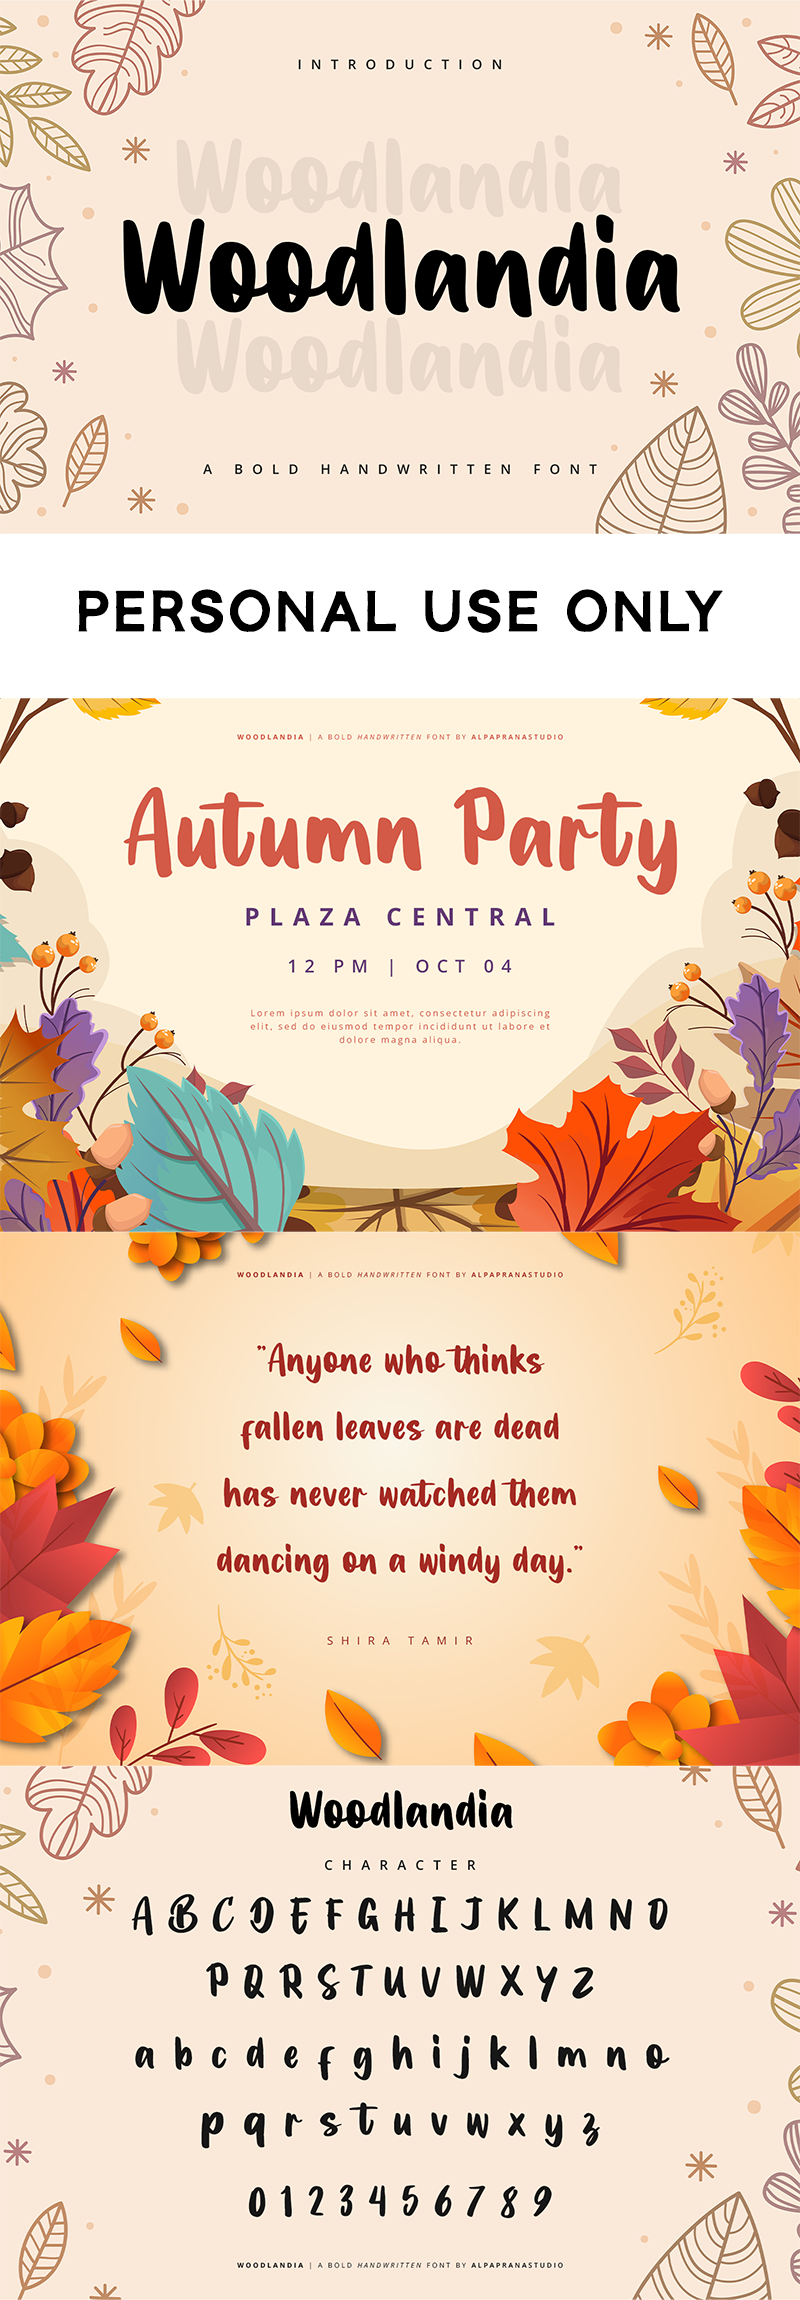 INTRODUCTION
Woodlandia
Woodlandia
Woodlandia
A BOLD HANDWRITTEN FONT
PERSONAL USE ONLY
WOODLANDIA | A BOLD HANDWRITTEN FONT BY ALPAPRANASTUDIO
Autumn Party
PLAZA CENTRAL
12 PM | OCT 04
Lorem ipsum dolor sit amet, consectetur adipiscing
elit, sed do eiusmod tempor incididunt ut labore et
dolore magna aliqua.
WOODLANDIA | A BOLD HANDWRITTEN FONT BY ALPAPRANASTUDIO
"Anyone who thinks
fallen leaves are dead
has never watched them
dancing on a windy day."
SHIRA TAMIR
Woodlandia
CHARACTER
A B C D E F G H I J K L M N O
P Q R S T U V W X Y Z
a b c d e f g h i j k l m n o
p q r s t u v w x y z
0 1 2 3 4 5 6 7 8 9
WOODLANDIA | A BOLD HANDWRITTEN FONT BY ALPAPRANASTUDIO